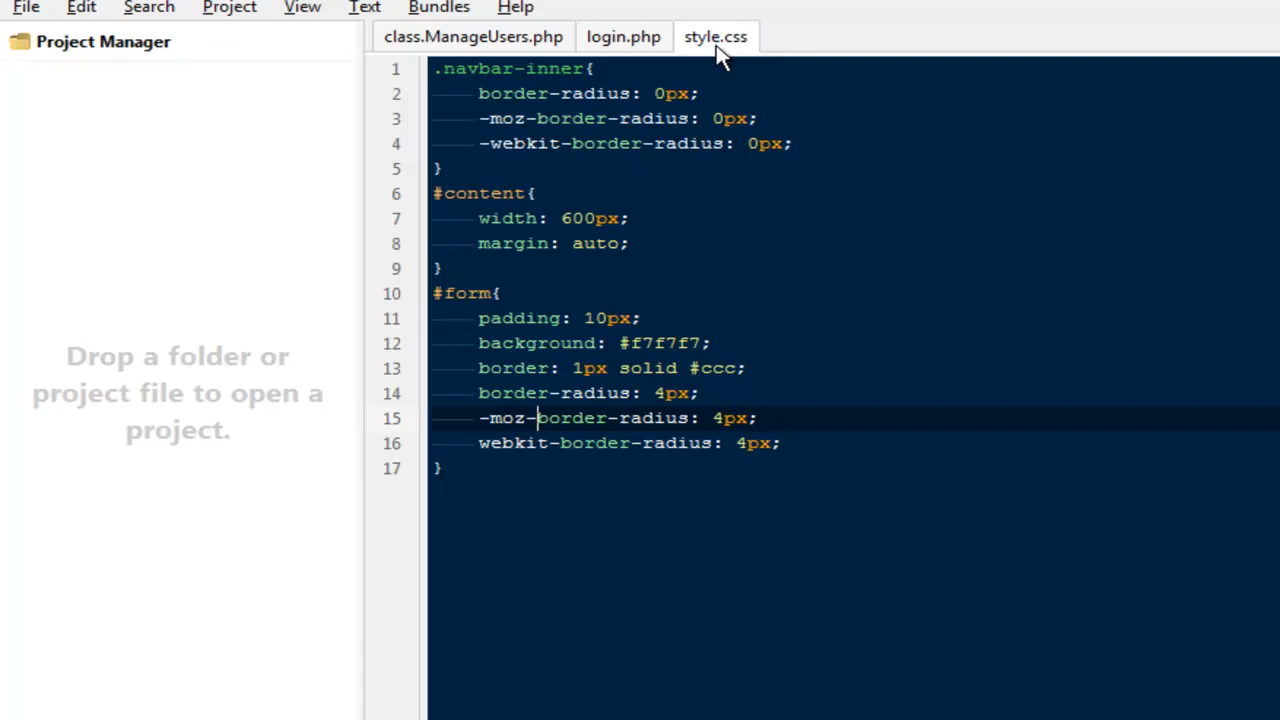 File Edit Search Project View Text Bundles Help
Project Manager
class.ManageUsers.php login.php style.css
Drop a folder or
project file to open a
project.
1 .navbar-inner{
2 border-radius: 0px;
3 -moz-border-radius: 0px;
4 -webkit-border-radius: 0px;
5 }
6 #content{
7 width: 600px;
8 margin: auto;
9 }
10 #form{
11 padding: 10px;
12 background: #f7f7f7;
13 border: 1px solid #ccc;
14 border-radius: 4px;
15 -moz-border-radius: 4px;
16 webkit-border-radius: 4px;
17 }